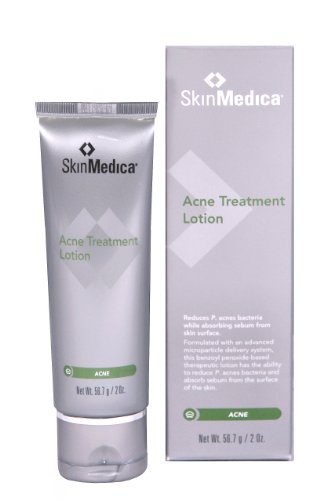 SkinMedica®
Acne Treatment
Lotion
ACNE
Net Wt. 56.7 g / 2 Oz.
SkinMedica®
Acne Treatment
Lotion
Reduces P. acnes bacteria
while absorbing sebum from
skin surface.
Formulated with an advanced
microparticle delivery system,
this benzoyl peroxide-based
therapeutic lotion has the ability
to reduce P. acnes bacteria and
absorb sebum from the surface
of the skin.
ACNE
Net Wt. 56.7 g / 2 Oz.